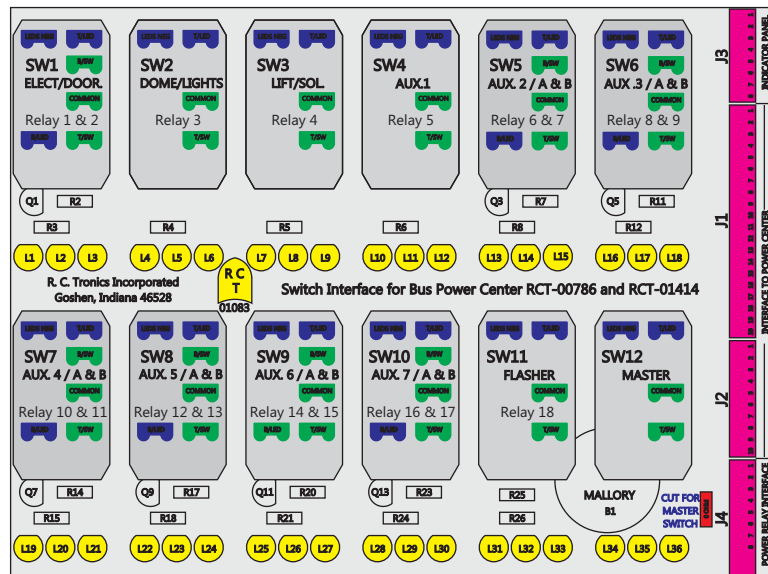 LEDS NEG T/LED LEDS NEG T/LED LEDS NEG T/LED LEDS NEG T/LED LEDS NEG T/LED LEDS NEG T/LED
SW1 B/SW SW2 SW3 SW4 SW5 B/SW SW6 B/SW
ELECT/DOOR. DOME/LIGHTS LIFT/SOL. AUX.1 AUX. 2 / A & B AUX .3 / A & B
COMMON COMMON COMMON COMMON COMMON COMMON
Relay 1 & 2 Relay 3 Relay 4 Relay 5 Relay 6 & 7 Relay 8 & 9
B/LED T/SW T/SW T/SW T/SW B/LED T/SW B/LED T/SW
Q1 R2 Q3 R7 Q5 R11
R3 R4 R5 R6 R8 R12
L1 L2 L3 L4 L5 L6 L7 L8 L9 L10 L11 L12 L13 L14 L15 L16 L17 L18
R. C. Tronics Incorporated
Goshen, Indiana 46528
R C
T
01083
Switch Interface for Bus Power Center RCT-00786 and RCT-01414
LEDS NEG T/LED LEDS NEG T/LED LEDS NEG T/LED LEDS NEG T/LED LEDS NEG T/LED LEDS NEG T/LED
SW7 B/SW SW8 B/SW SW9 B/SW SW10 B/SW SW11 SW12
AUX. 4 / A & B AUX. 5 / A & B AUX. 6 / A & B AUX. 7 / A & B FLASHER MASTER
COMMON COMMON COMMON COMMON COMMON COMMON
Relay 10 & 11 Relay 12 & 13 Relay 14 & 15 Relay 16 & 17 Relay 18
B/LED T/SW B/LED T/SW B/LED T/SW B/LED T/SW T/SW T/SW
Q7 R14 Q9 R17 Q11 R20 Q13 R23 R25
R15 R18 R21 R24 R26
MALLORY
B1
CUT FOR
MASTER
SWITCH
L19 L20 L21 L22 L23 L24 L25 L26 L27 L28 L29 L30 L31 L32 L33 L34 L35 L36
J3
INDICATOR PANEL
J1
INTERFACE TO POWER CENTER
J2
J4
POWER RELAY INTERFACE